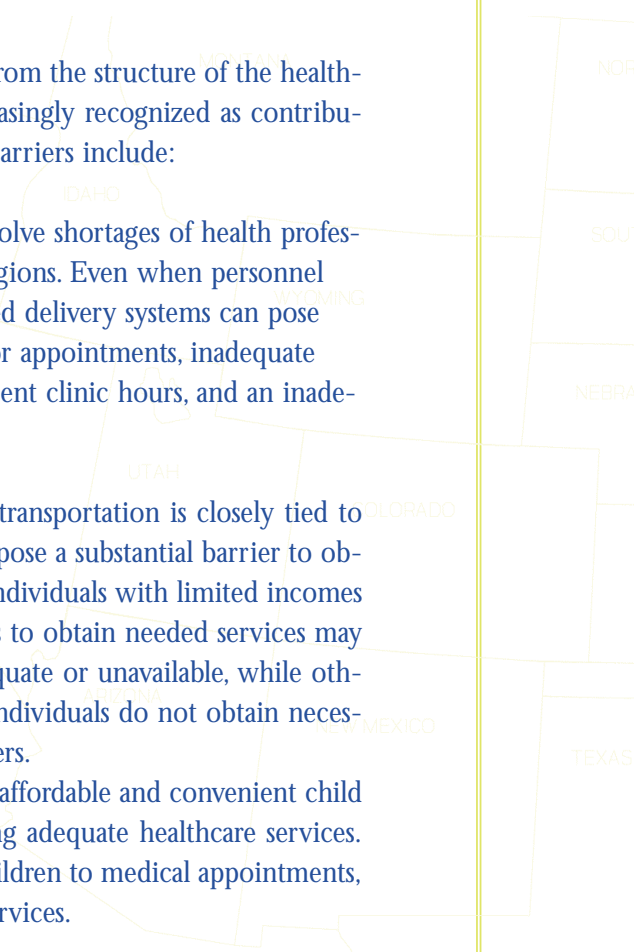 rom the structure of the health-
asingly recognized as contribu-
arriers include:
olve shortages of health profes-
gions. Even when personnel
d delivery systems can pose
r appointments, inadequate
ent clinic hours, and an inade-
transportation is closely tied to
pose a substantial barrier to ob-
ndividuals with limited incomes
s to obtain needed services may
quate or unavailable, while oth-
ndividuals do not obtain neces-
ers.
affordable and convenient child
ng adequate healthcare services.
ildren to medical appointments,
rvices.
MONTANA
NOR
IDAHO
SOU
WYOMING
NEBRA
UTAH
COLORADO
ARIZONA
NEW MEXICO
TEXAS